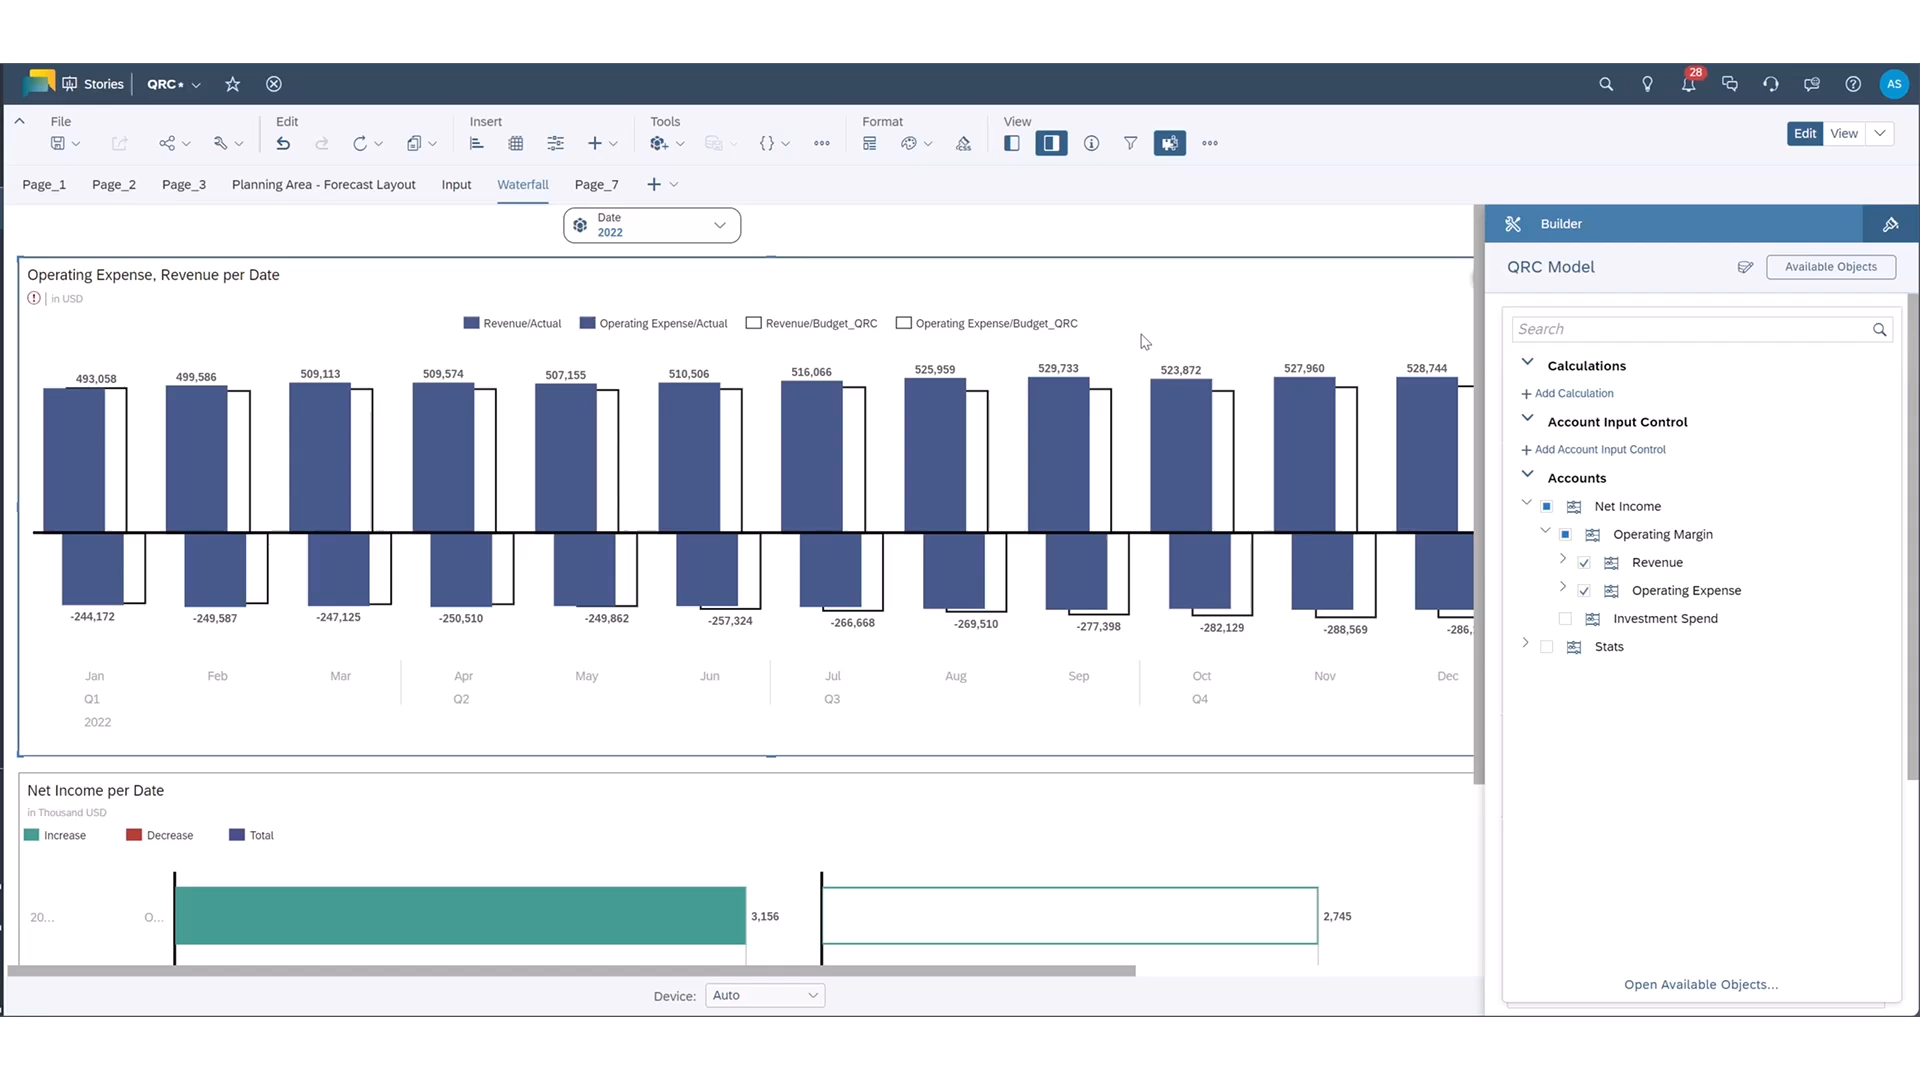 Stories QRC* 28 AS
File Edit Insert Tools Format View
Edit View
Page_1 Page_2 Page_3 Planning Area - Forecast Layout Input Waterfall Page_7
Date
2022
Operating Expense, Revenue per Date
in USD
Revenue/Actual Operating Expense/Actual Revenue/Budget_QRC Operating Expense/Budget_QRC
493,058 499,586 509,113 509,574 507,155 510,506 516,066 525,959 529,733 523,872 527,960 528,744
-244,172 -249,587 -247,125 -250,510 -249,862 -257,324 -266,668 -269,510 -277,398 -282,129 -288,569 -286,
Jan Feb Mar Apr May Jun Jul Aug Sep Oct Nov Dec
Q1 Q2 Q3 Q4
2022
Net Income per Date
in Thousand USD
Increase Decrease Total
20... O... 3,156 2,745
Device: Auto
Builder
QRC Model Available Objects
Search
Calculations
+ Add Calculation
Account Input Control
+ Add Account Input Control
Accounts
Net Income
Operating Margin
Revenue
Operating Expense
Investment Spend
Stats
Open Available Objects...